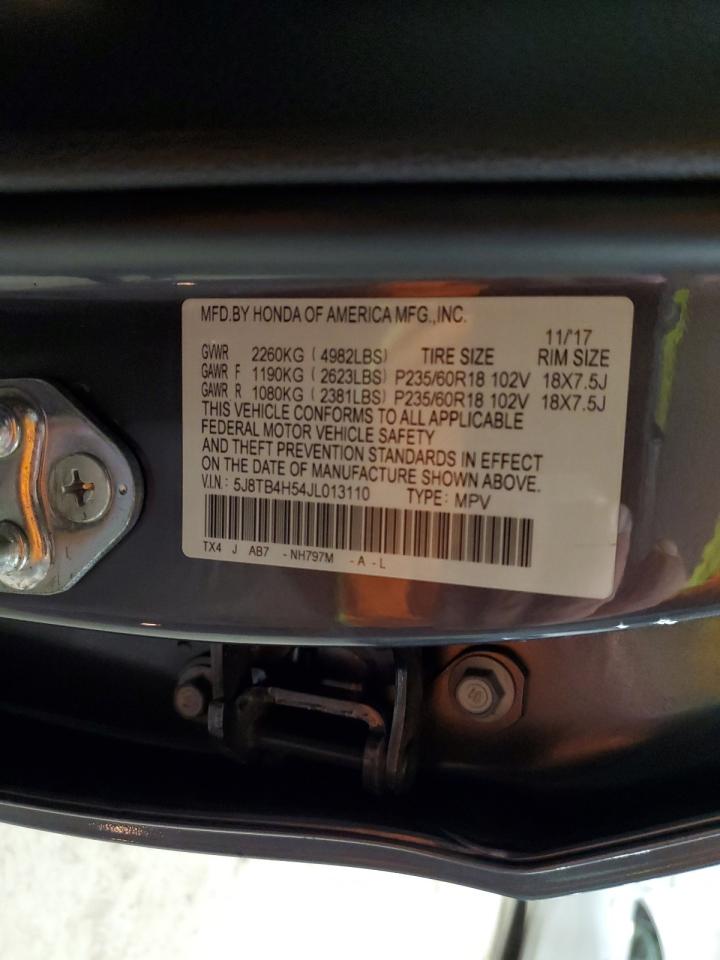 MFD.BY HONDA OF AMERICA MFG.,INC.
11/'17
GVWR 2260KG ( 4982LBS) TIRE SIZE RIM SIZE
GAWR F 1190KG ( 2623LBS) P235/60R18 102V 18X7.5J
GAWR R 1080KG ( 2381LBS) P235/60R18 102V 18X7.5J
THIS VEHICLE CONFORMS TO ALL APPLICABLE
FEDERAL MOTOR VEHICLE SAFETY
AND THEFT PREVENTION STANDARDS IN EFFECT
ON THE DATE OF MANUFACTURE SHOWN ABOVE.
V.I.N.: 5J8TB4H54JL013110 TYPE: MPV
TX4 J AB7 -NH797M -A-L